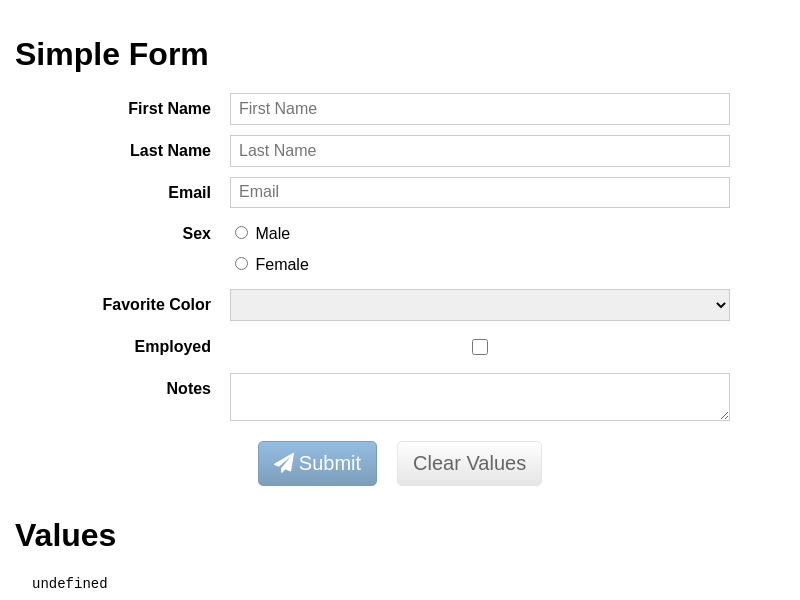 Simple Form
First Name First Name
Last Name Last Name
Email Email
Sex Male
Female
Favorite Color
Employed
Notes
Submit Clear Values
Values
undefined